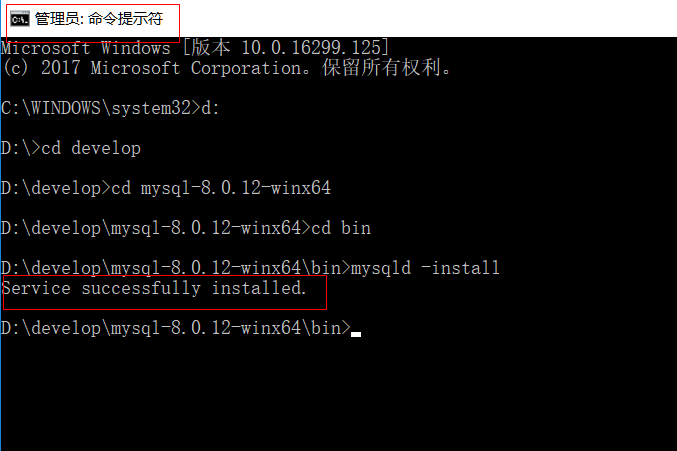 管理员: 命令提示符
Microsoft Windows [版本 10.0.16299.125]
(c) 2017 Microsoft Corporation。保留所有权利。
C:\WINDOWS\system32>d:
D:\>cd develop
D:\develop>cd mysql-8.0.12-winx64
D:\develop\mysql-8.0.12-winx64>cd bin
D:\develop\mysql-8.0.12-winx64\bin>mysqld -install
Service successfully installed.
D:\develop\mysql-8.0.12-winx64\bin>